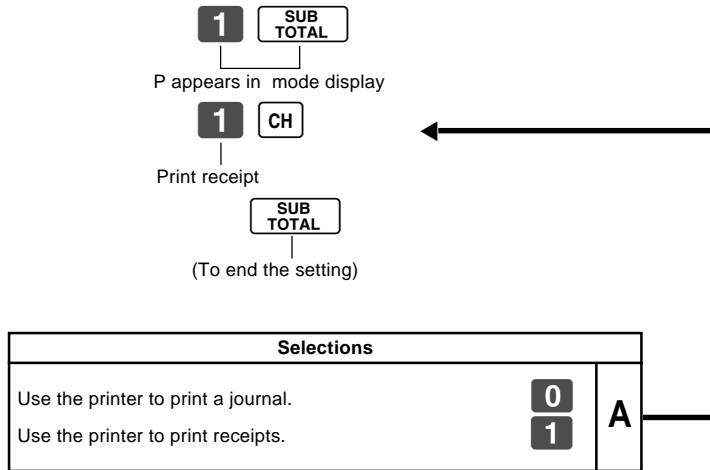 1 SUB
TOTAL
P appears in mode display
1 CH
Print receipt
SUB
TOTAL
(To end the setting)
Selections
Use the printer to print a journal. 0
Use the printer to print receipts. 1
A